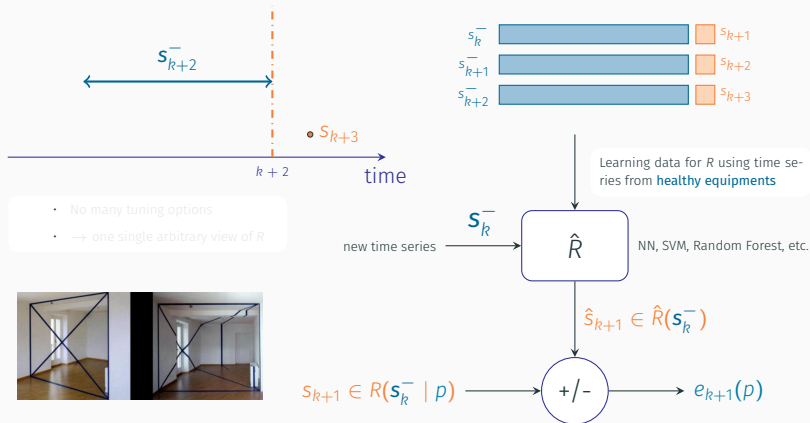 s⁻ₖ₊₂
sₖ₊₃
k + 2
time
• No many tuning options
• → one single arbitrary view of R
s⁻ₖ sₖ₊₁
s⁻ₖ₊₁ sₖ₊₂
s⁻ₖ₊₂ sₖ₊₃
Learning data for R using time se-
ries from healthy equipments
s⁻ₖ
new time series
R̂
NN, SVM, Random Forest, etc.
ŝₖ₊₁ ∈ R̂(s⁻ₖ)
sₖ₊₁ ∈ R(s⁻ₖ | p)
+/-
eₖ₊₁(p)